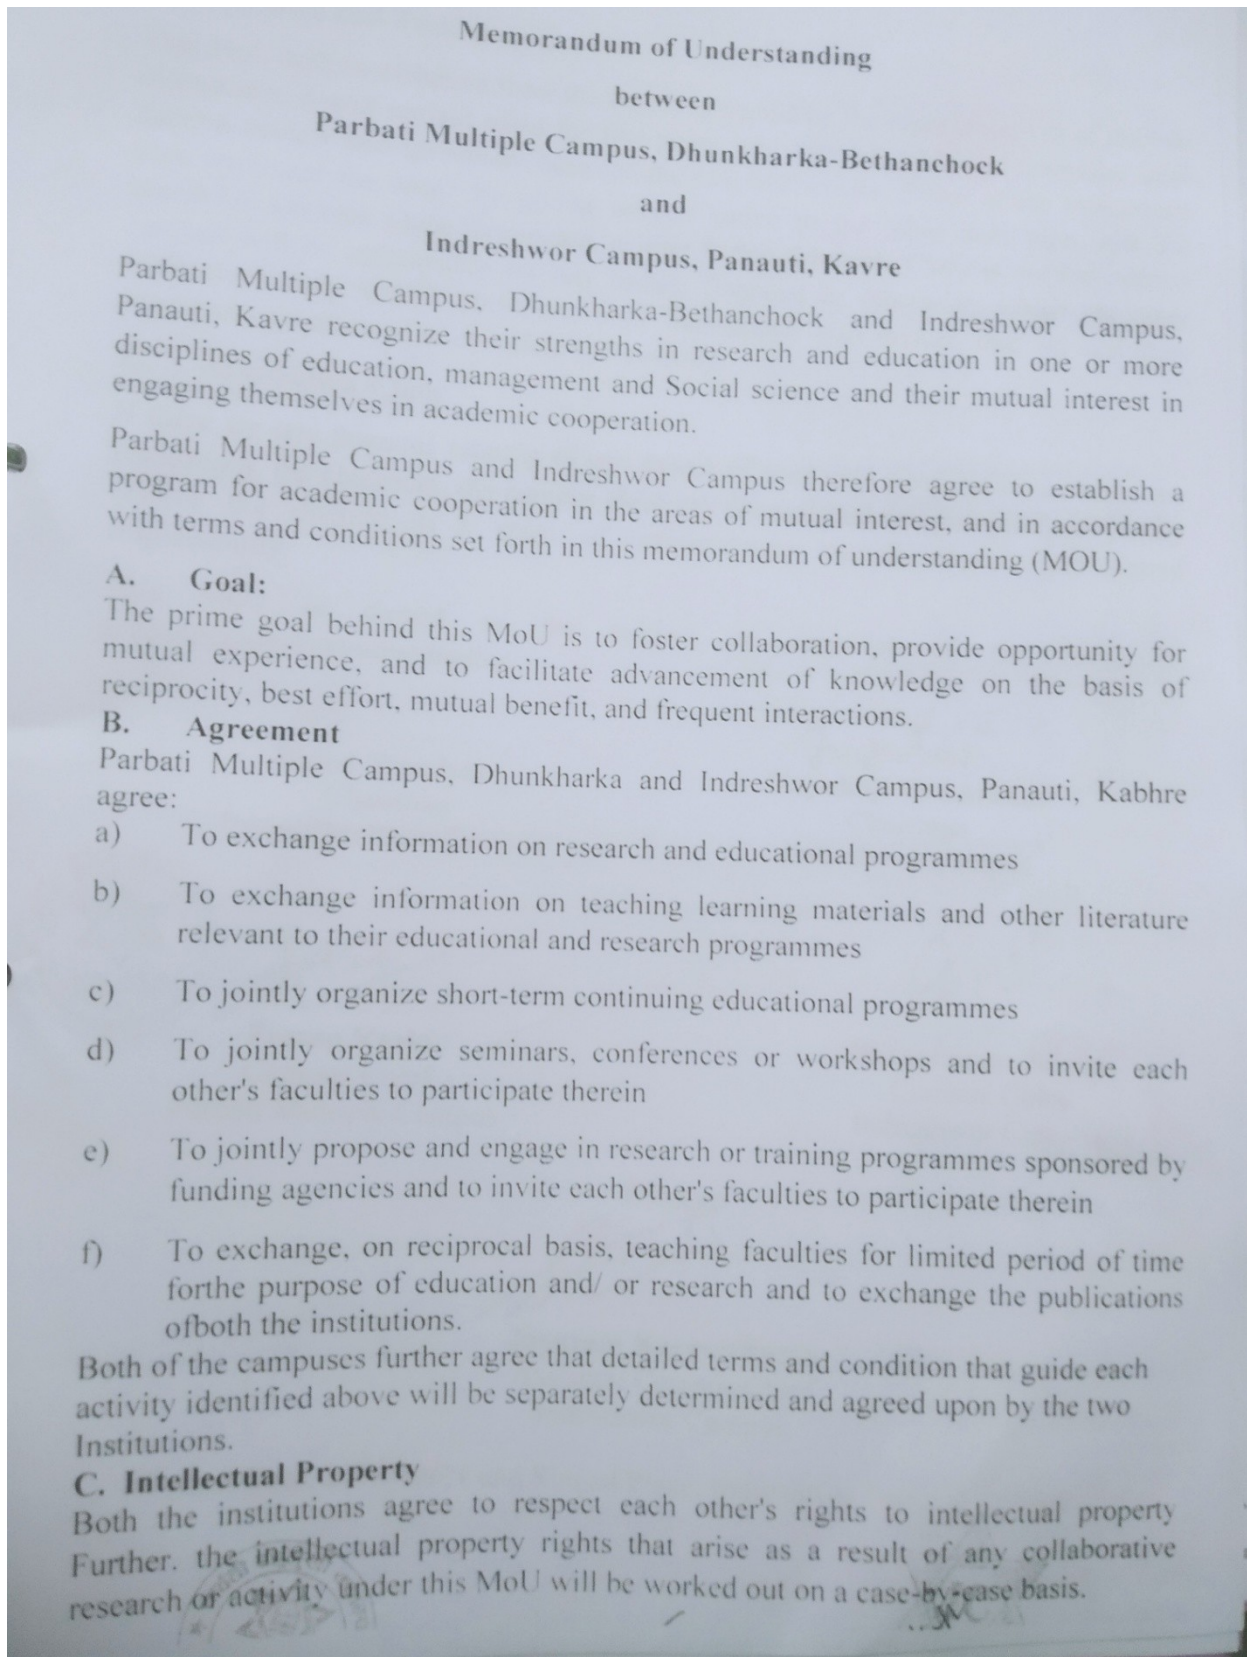 Memorandum of Understanding
between
Parbati Multiple Campus, Dhunkharka-Bethanchock
and
Indreshwor Campus, Panauti, Kavre
Parbati Multiple Campus, Dhunkharka-Bethanchock and Indreshwor Campus,
Panauti, Kavre recognize their strengths in research and education in one or more
disciplines of education, management and Social science and their mutual interest in
engaging themselves in academic cooperation.
Parbati Multiple Campus and Indreshwor Campus therefore agree to establish a
program for academic cooperation in the areas of mutual interest, and in accordance
with terms and conditions set forth in this memorandum of understanding (MOU).
A. Goal:
The prime goal behind this MoU is to foster collaboration, provide opportunity for
mutual experience, and to facilitate advancement of knowledge on the basis of
reciprocity, best effort, mutual benefit, and frequent interactions.
B. Agreement
Parbati Multiple Campus, Dhunkharka and Indreshwor Campus, Panauti, Kabhre
agree:
a) To exchange information on research and educational programmes
b) To exchange information on teaching learning materials and other literature
relevant to their educational and research programmes
c) To jointly organize short-term continuing educational programmes
d) To jointly organize seminars, conferences or workshops and to invite each
other's faculties to participate therein
e) To jointly propose and engage in research or training programmes sponsored by
funding agencies and to invite each other's faculties to participate therein
f) To exchange, on reciprocal basis, teaching faculties for limited period of time
forthe purpose of education and/ or research and to exchange the publications
ofboth the institutions.
Both of the campuses further agree that detailed terms and condition that guide each
activity identified above will be separately determined and agreed upon by the two
Institutions.
C. Intellectual Property
Both the institutions agree to respect each other's rights to intellectual property
Further. the intellectual property rights that arise as a result of any collaborative
research or activity under this MoU will be worked out on a case-by-case basis.